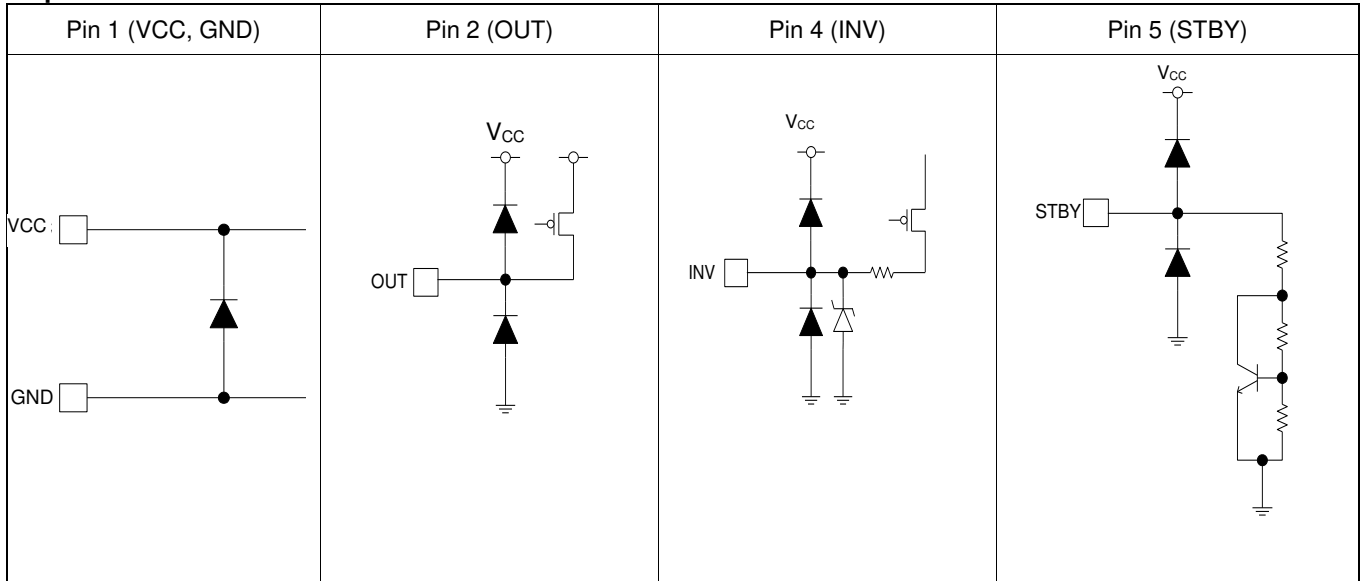 Pin 1 (VCC, GND)
Pin 2 (OUT)
Pin 4 (INV)
Pin 5 (STBY)
VCC
GND
VCC
OUT
VCC
INV
VCC
STBY